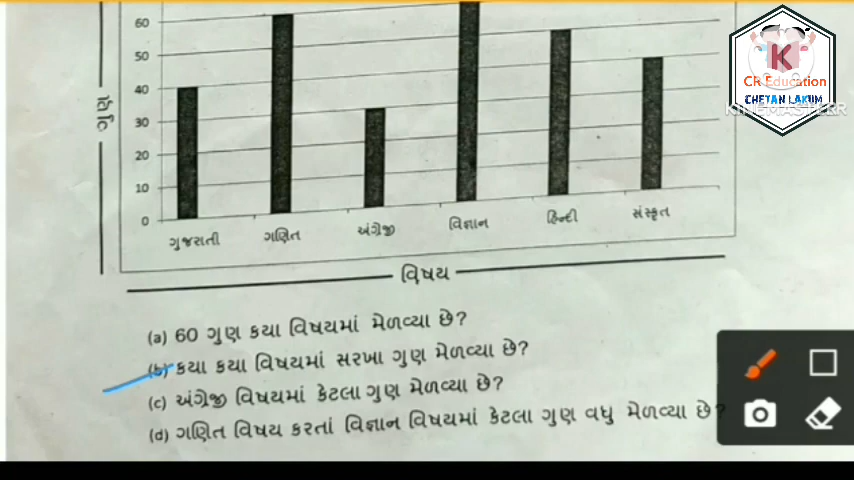 60
50
40
30
20
10
0
ગુણ
ગુજરાતી ગણિત અંગ્રેજી વિજ્ઞાન હિન્દી સંસ્કૃત
વિષય
(a) 60 ગુણ કયા વિષયમાં મેળવ્યા છે?
(b) કયા કયા વિષયમાં સરખા ગુણ મેળવ્યા છે?
(c) અંગ્રેજી વિષયમાં કેટલા ગુણ મેળવ્યા છે?
(d) ગણિત વિષય કરતાં વિજ્ઞાન વિષયમાં કેટલા ગુણ વધુ મેળવ્યા છે?
K
CR Education
CHETAN LAKUM
KINEMASTER